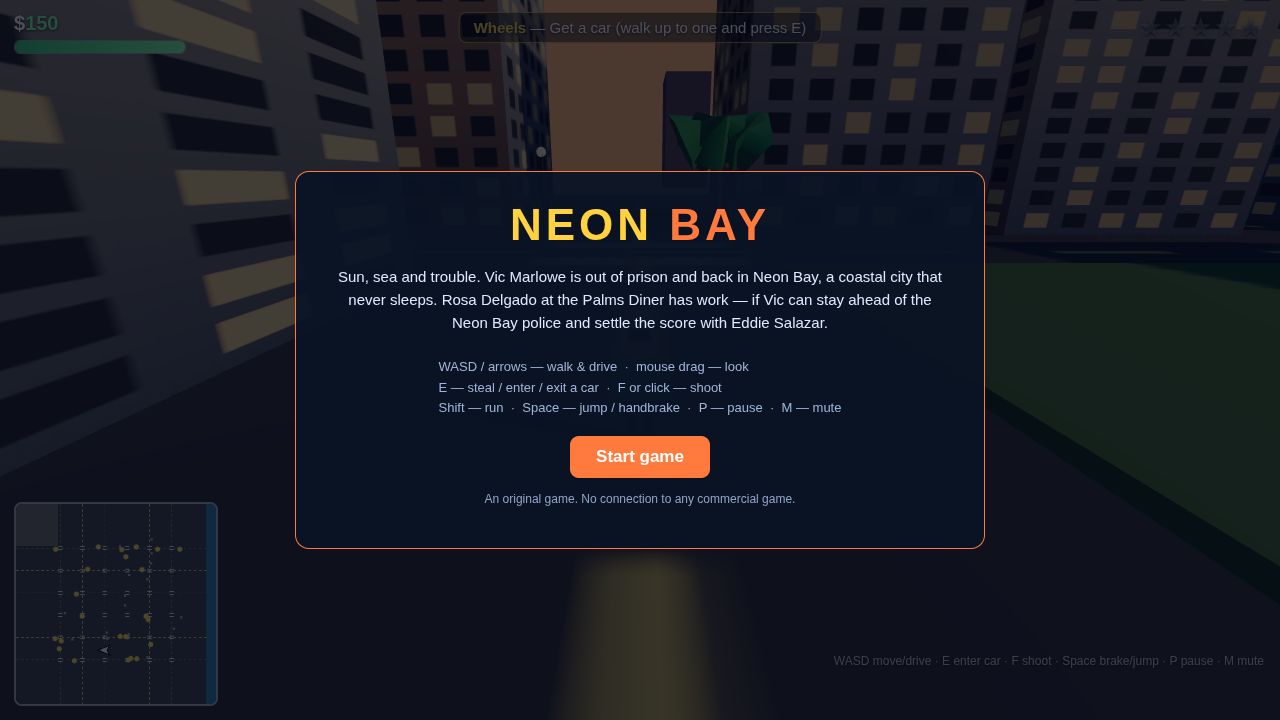 $150
Wheels — Get a car (walk up to one and press E)
NEON BAY
Sun, sea and trouble. Vic Marlowe is out of prison and back in Neon Bay, a coastal city that
never sleeps. Rosa Delgado at the Palms Diner has work — if Vic can stay ahead of the
Neon Bay police and settle the score with Eddie Salazar.
WASD / arrows — walk & drive · mouse drag — look
E — steal / enter / exit a car · F or click — shoot
Shift — run · Space — jump / handbrake · P — pause · M — mute
Start game
An original game. No connection to any commercial game.
WASD move/drive · E enter car · F shoot · Space brake/jump · P pause · M mute